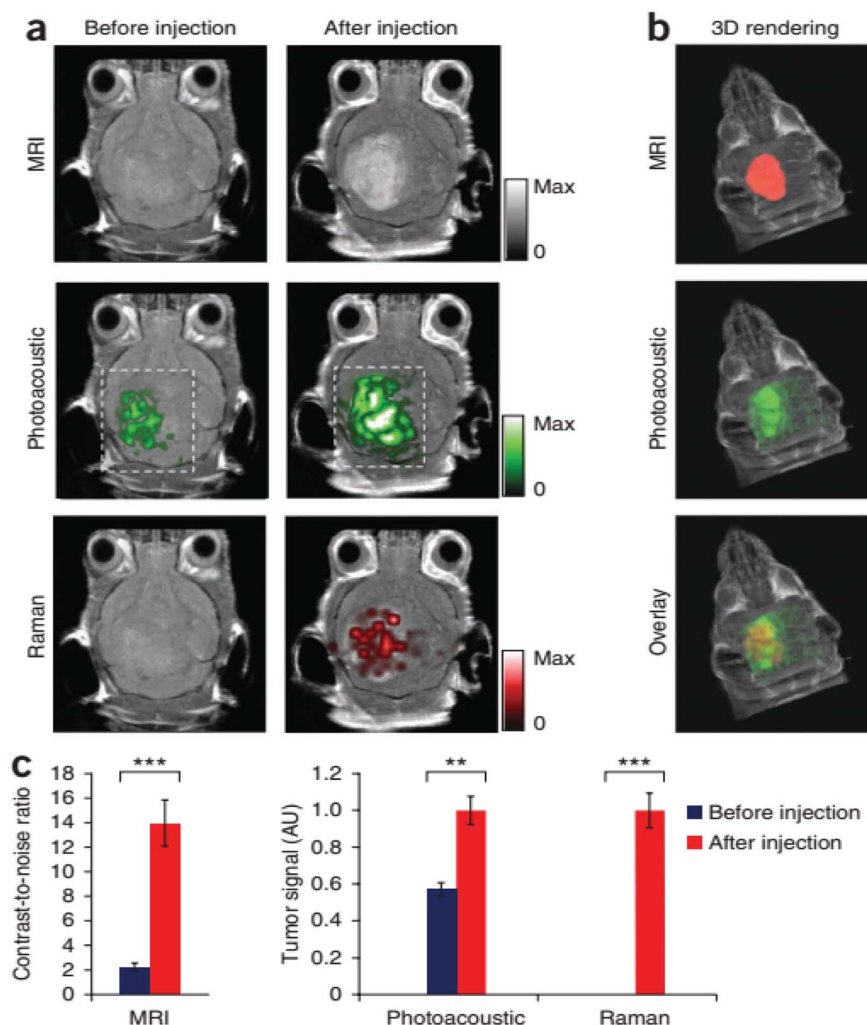 a
Before injection
After injection
b
3D rendering
MRI
Max
0
MRI
Photoacoustic
Max
0
Photoacoustic
Raman
Max
0
Overlay
c
Contrast-to-noise ratio
18
16
14
12
10
8
6
4
2
0
***
MRI
Tumor signal (AU)
1.2
1.0
0.8
0.6
0.4
0.2
0
**
***
Photoacoustic
Raman
Before injection
After injection